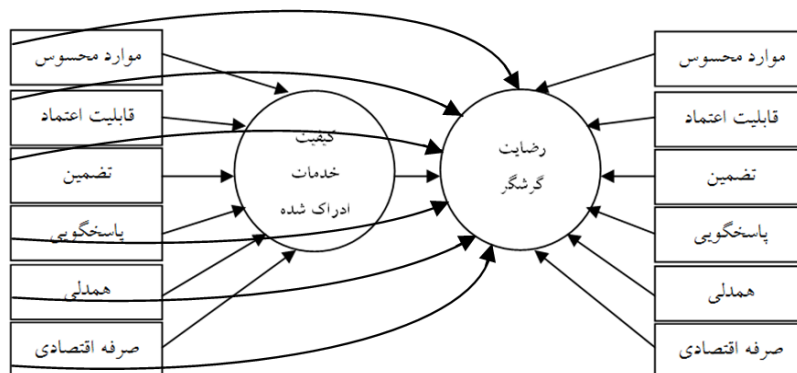 موارد محسوس
قابلیت اعتماد
تضمین
پاسخگویی
همدلی
صرفه اقتصادی
رضایت
گرشگر
کیفیت
خدمات
ادراک شده
موارد محسوس
قابلیت اعتماد
تضمین
پاسخگویی
همدلی
صرفه اقتصادی